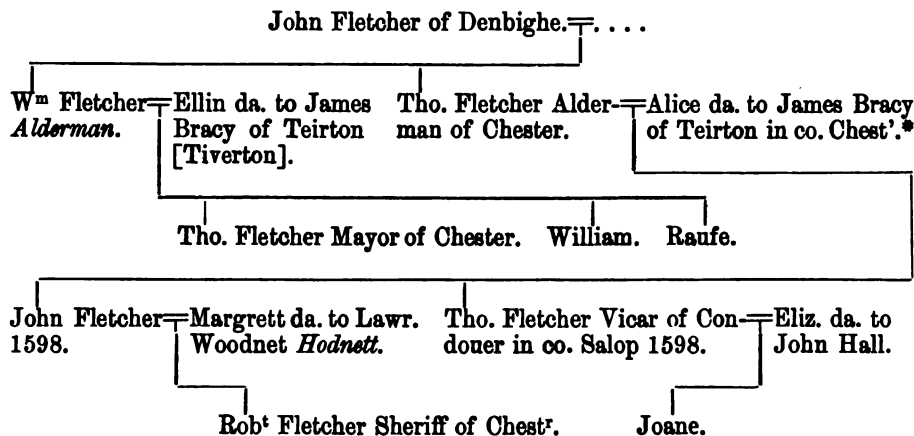 John Fletcher of Denbighe.=. . . .
Wᵐ Fletcher=Ellin da. to James
Alderman. Bracy of Teirton
[Tiverton].
Tho. Fletcher Alder-=Alice da. to James Bracy
man of Chester. of Teirton in co. Chest'.*
Tho. Fletcher Mayor of Chester. William. Raufe.
John Fletcher=Margrett da. to Lawr.
1598. Woodnet Hodnett.
Tho. Fletcher Vicar of Con-=Eliz. da. to
douer in co. Salop 1598. John Hall.
Robᵗ Fletcher Sheriff of Chestʳ. Joane.